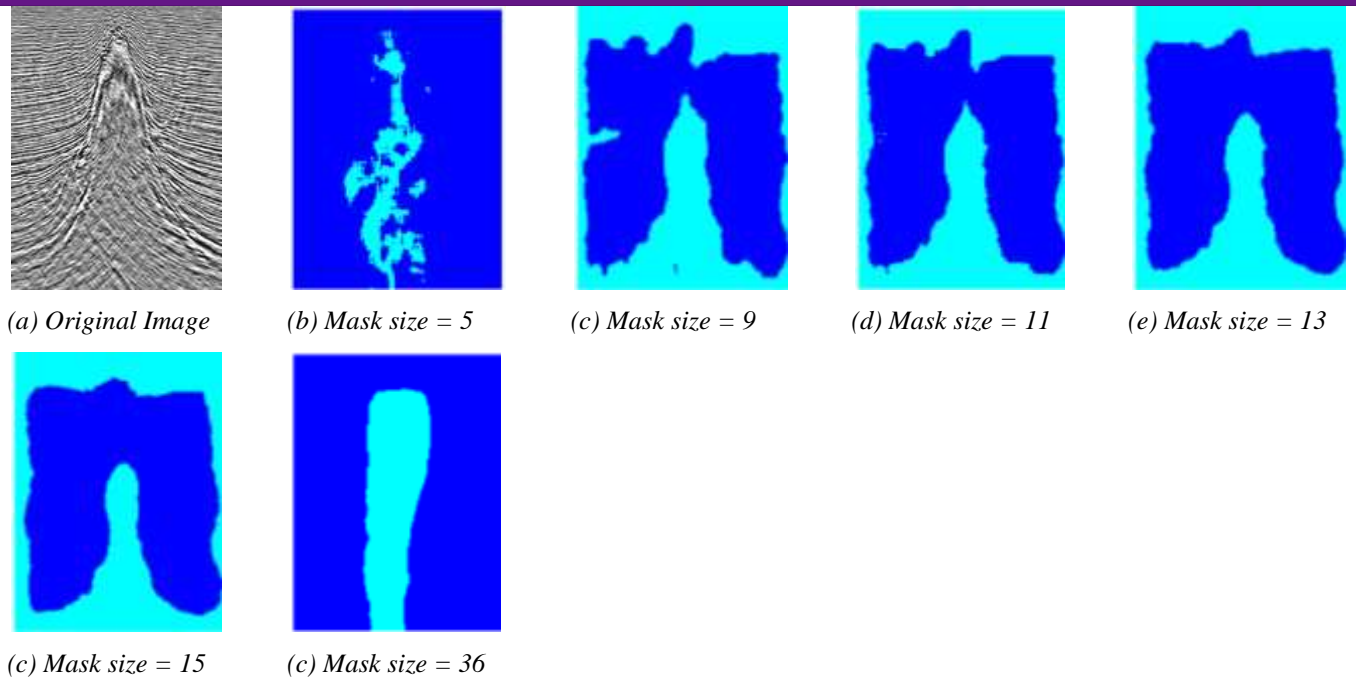 (a) Original Image
(b) Mask size = 5
(c) Mask size = 9
(d) Mask size = 11
(e) Mask size = 13
(c) Mask size = 15
(c) Mask size = 36